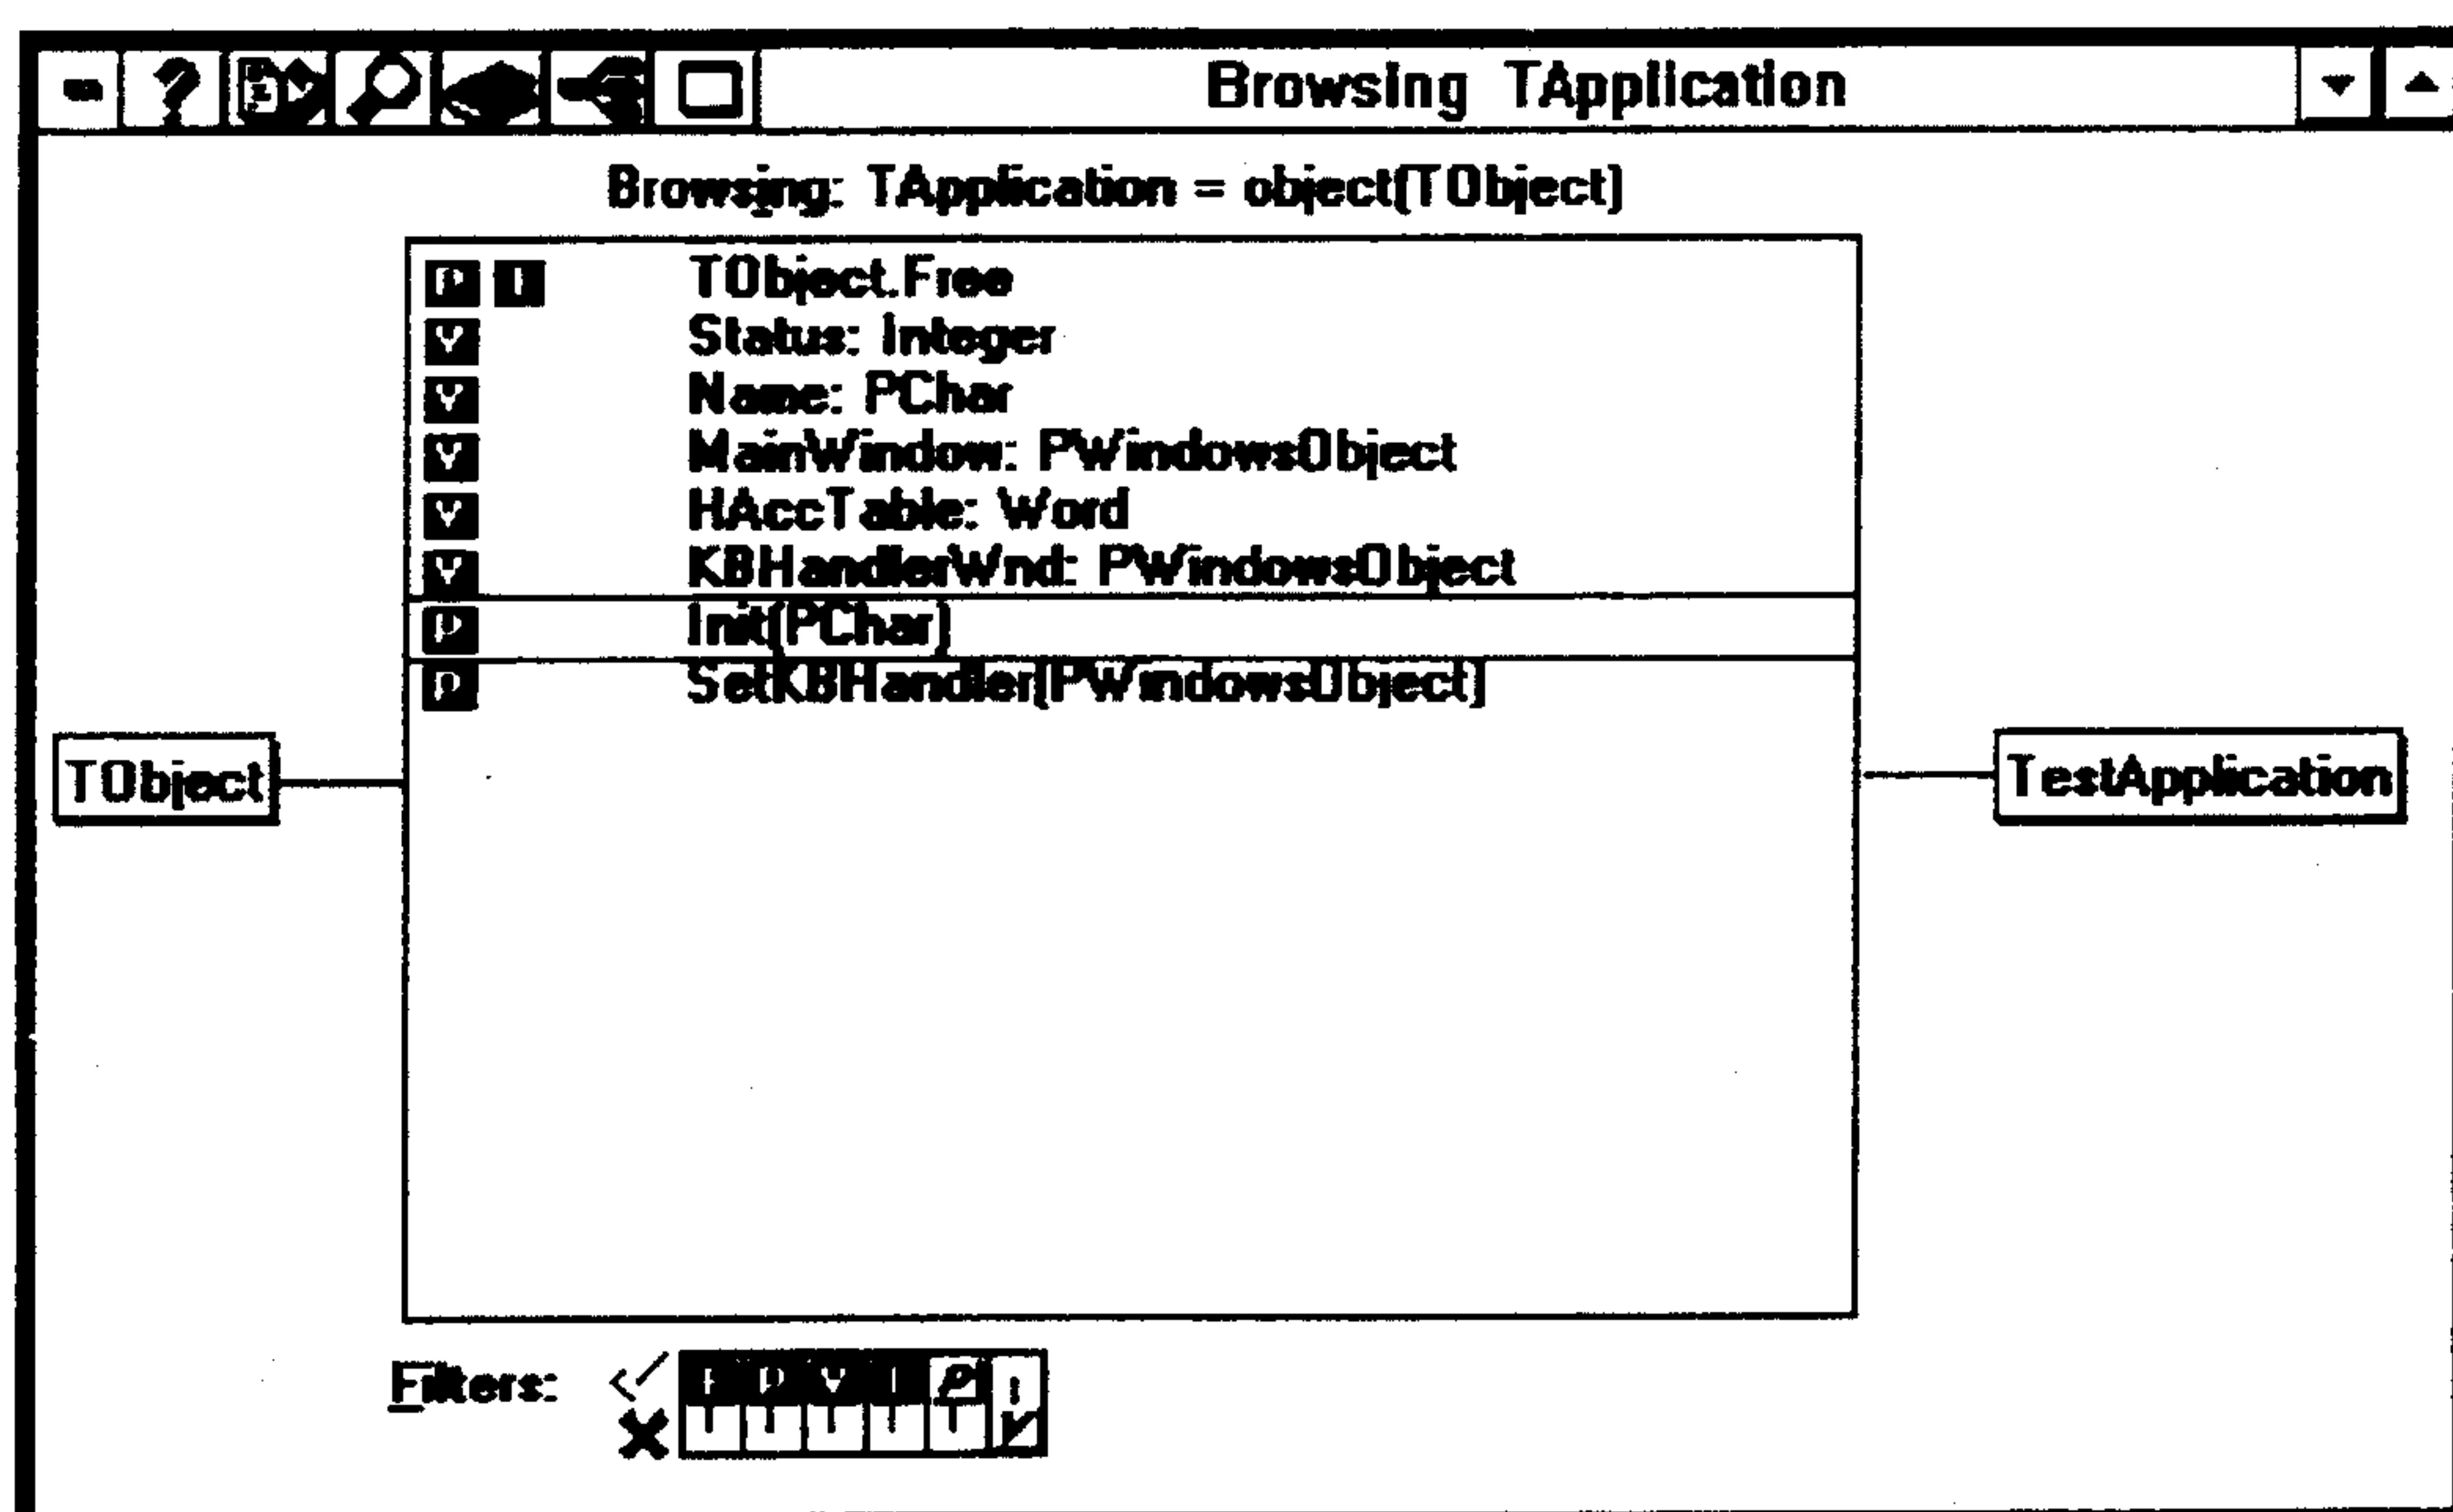 Browsing TApplication
Browsing: TApplication = object(TObject)
P TObject.Free
V Status: Integer
V Name: PChar
V MainWindow: PWindowsObject
V HAccTable: Word
V KBHandlerWnd: PWindowsObject
P Init(PChar)
P SetKBHandler(PWindowsObject)
TObject
TestApplication
Filters: